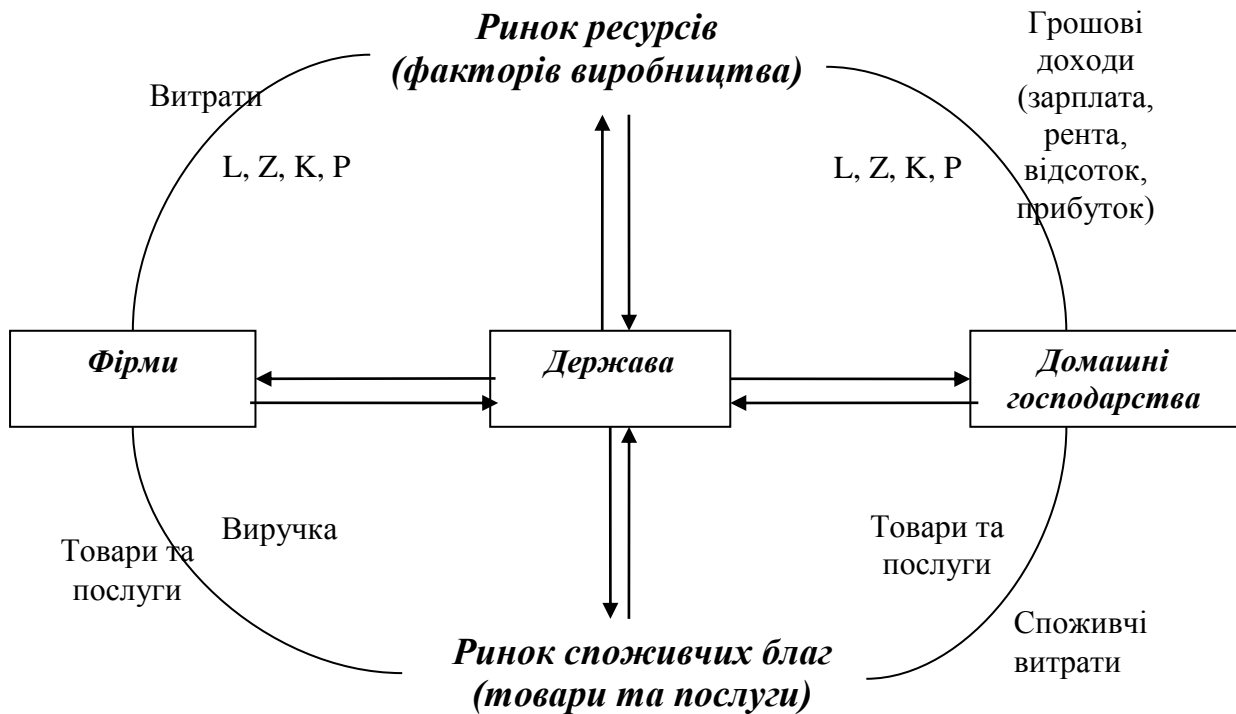 Ринок ресурсів
(факторів виробництва)
Грошові
доходи
(зарплата,
рента,
відсоток,
прибуток)
Витрати
L, Z, K, P
L, Z, K, P
Фірми
Держава
Домашні
господарства
Виручка
Товари та
послуги
Товари та
послуги
Споживчі
витрати
Ринок споживчих благ
(товари та послуги)